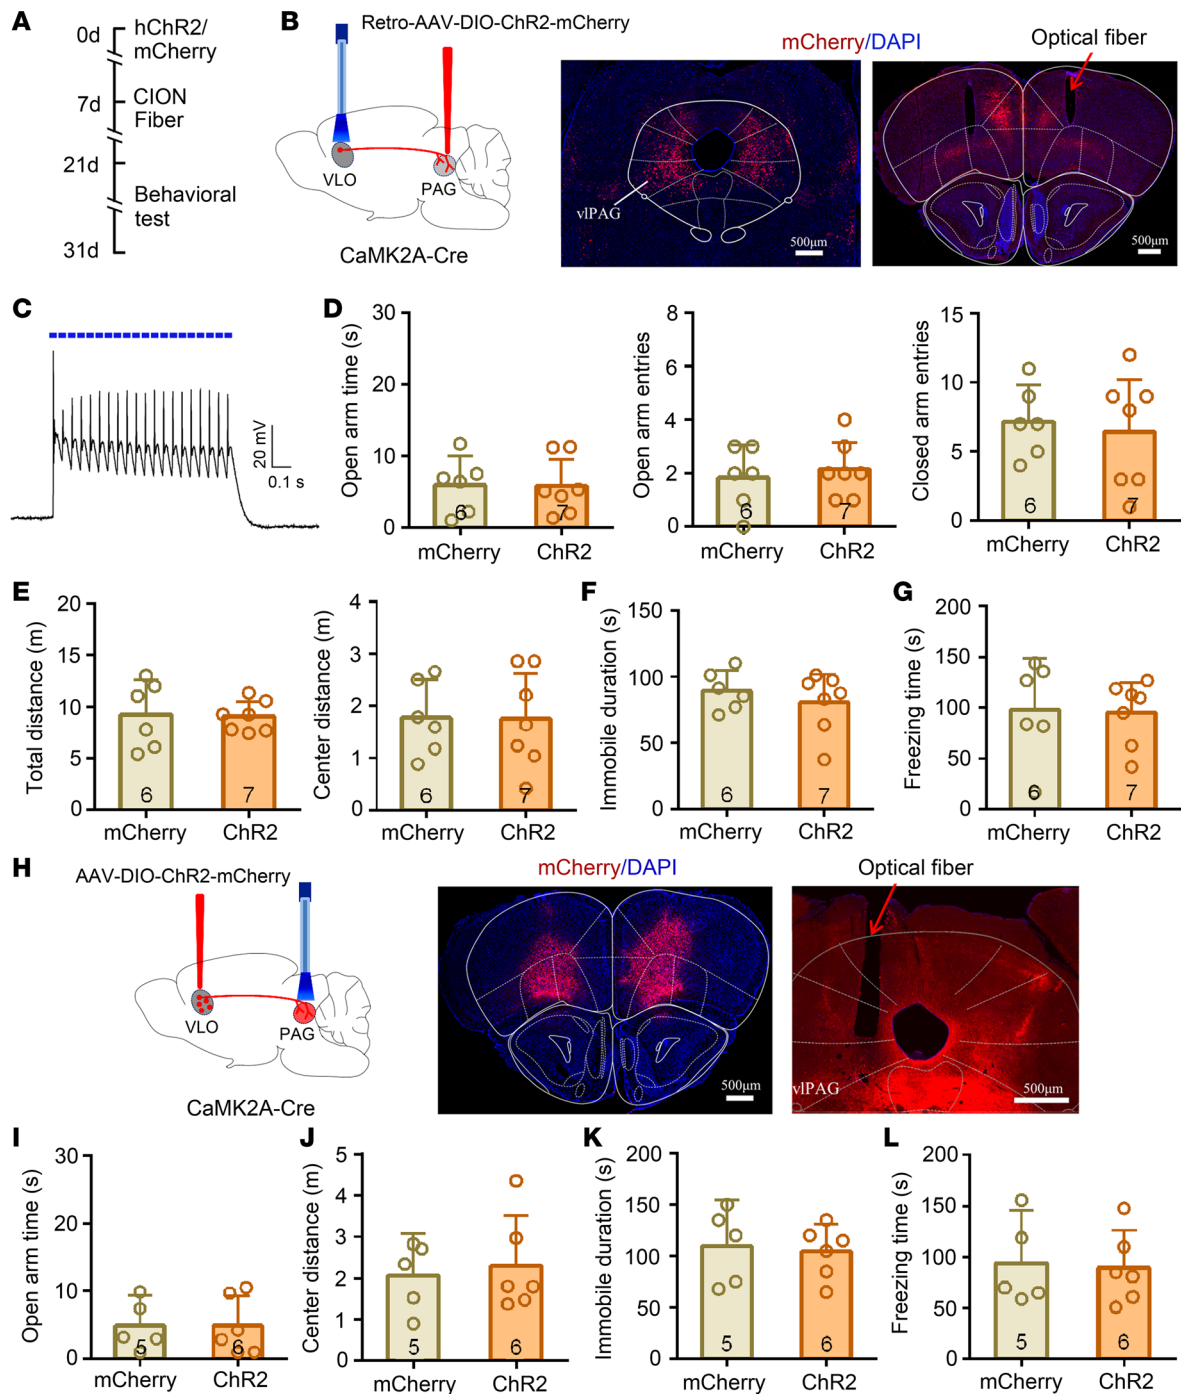 A
0d
hChR2/
mCherry
7d
CION
Fiber
21d
Behavioral
test
31d
B
Retro-AAV-DIO-ChR2-mCherry
VLO
PAG
CaMK2A-Cre
mCherry/DAPI
Optical fiber
vlPAG
500μm
500μm
C
20 mV
0.1 s
D
Open arm time (s)
30
20
10
0
6
7
mCherry
ChR2
Open arm entries
8
6
4
2
0
6
7
mCherry
ChR2
Closed arm entries
15
10
5
0
6
7
mCherry
ChR2
E
Total distance (m)
20
15
10
5
0
6
7
mCherry
ChR2
Center distance (m)
4
3
2
1
0
6
7
mCherry
ChR2
F
Immobile duration (s)
150
100
50
0
6
7
mCherry
ChR2
G
Freezing time (s)
200
150
100
50
0
6
7
mCherry
ChR2
H
AAV-DIO-ChR2-mCherry
VLO
PAG
CaMK2A-Cre
mCherry/DAPI
500μm
Optical fiber
vlPAG
500μm
I
Open arm time (s)
30
20
10
0
5
6
mCherry
ChR2
J
Center distance (m)
5
4
3
2
1
0
5
6
mCherry
ChR2
K
Immobile duration (s)
200
150
100
50
0
5
6
mCherry
ChR2
L
Freezing time (s)
200
150
100
50
0
5
6
mCherry
ChR2